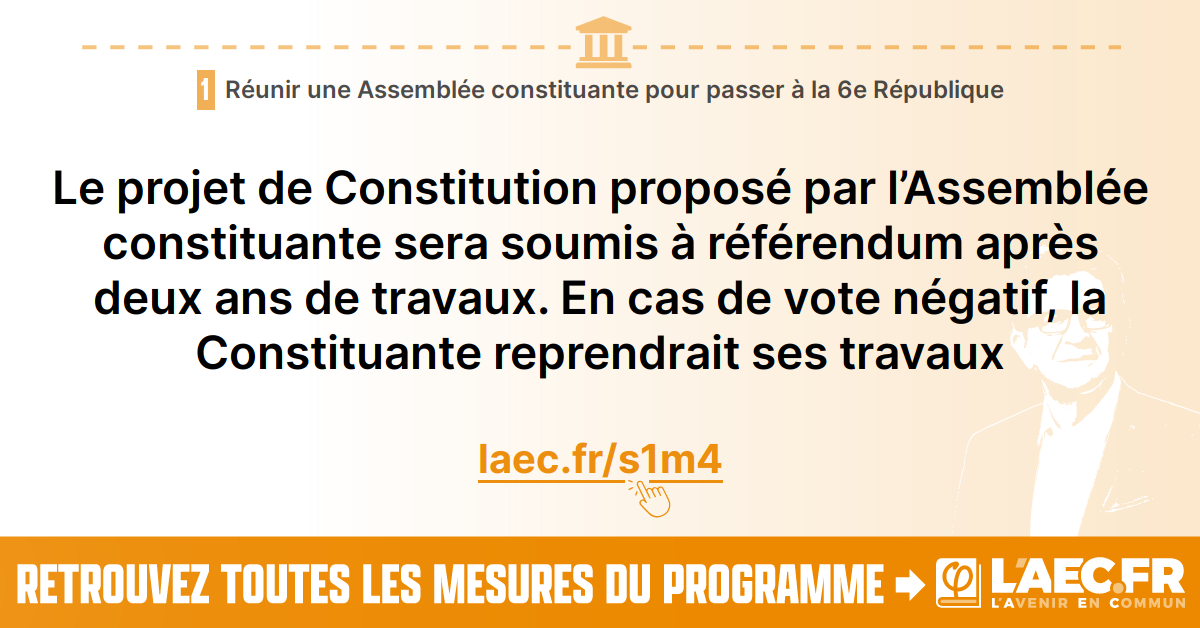 1 Réunir une Assemblée constituante pour passer à la 6e République
Le projet de Constitution proposé par l’Assemblée
constituante sera soumis à référendum après
deux ans de travaux. En cas de vote négatif, la
Constituante reprendrait ses travaux
laec.fr/s1m4
RETROUVEZ TOUTES LES MESURES DU PROGRAMME
φ L'AEC.FR
L'AVENIR EN COMMUN